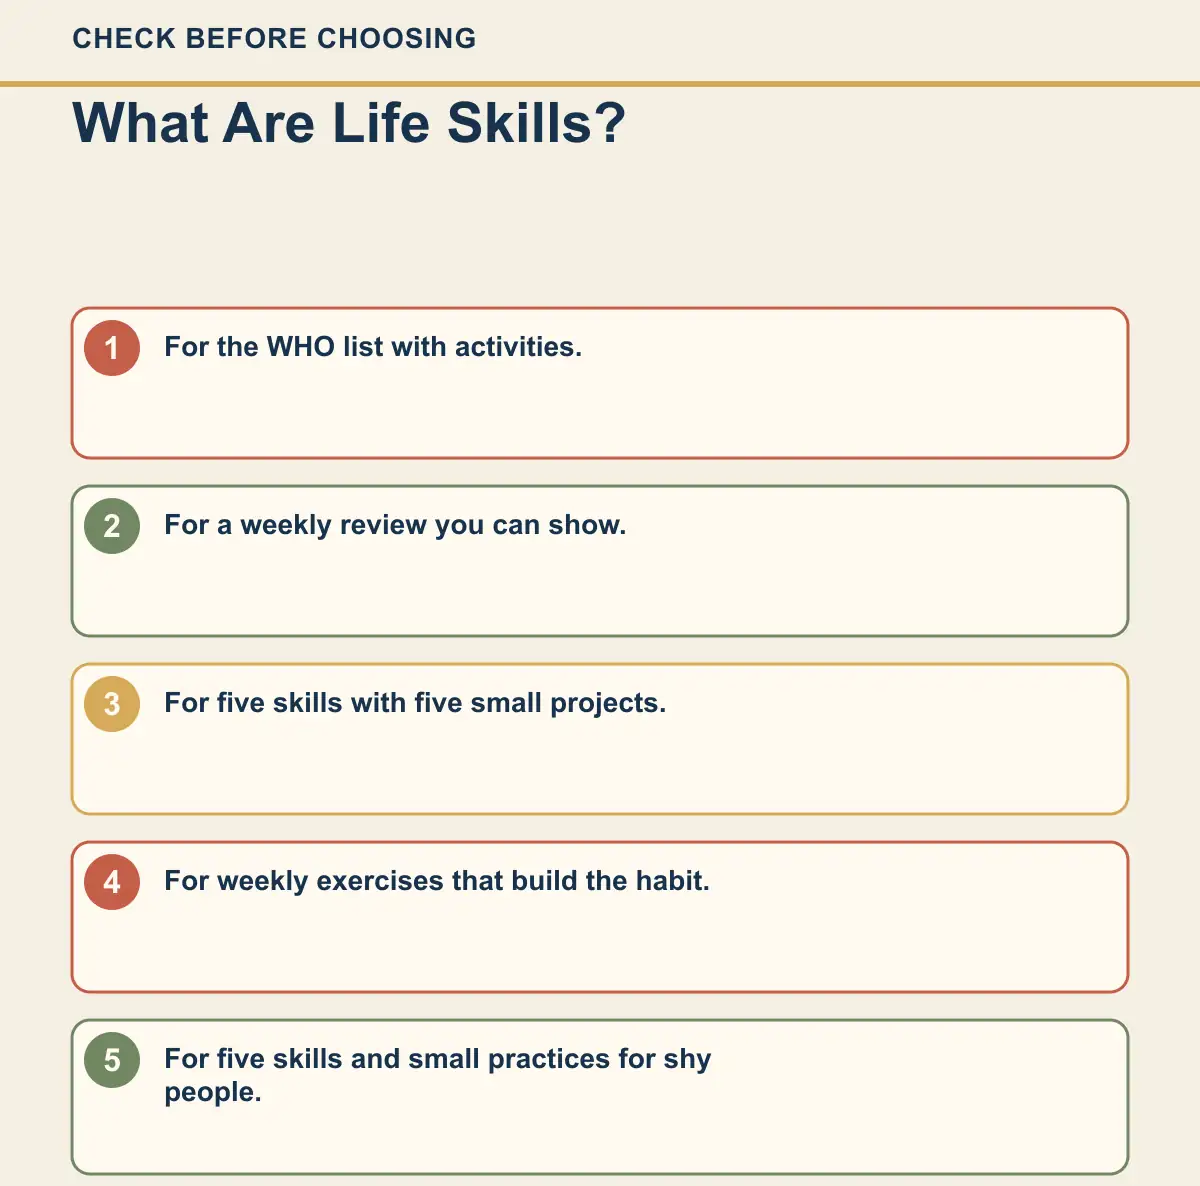 CHECK BEFORE CHOOSING
What Are Life Skills?
1 For the WHO list with activities.
2 For a weekly review you can show.
3 For five skills with five small projects.
4 For weekly exercises that build the habit.
5 For five skills and small practices for shy
people.